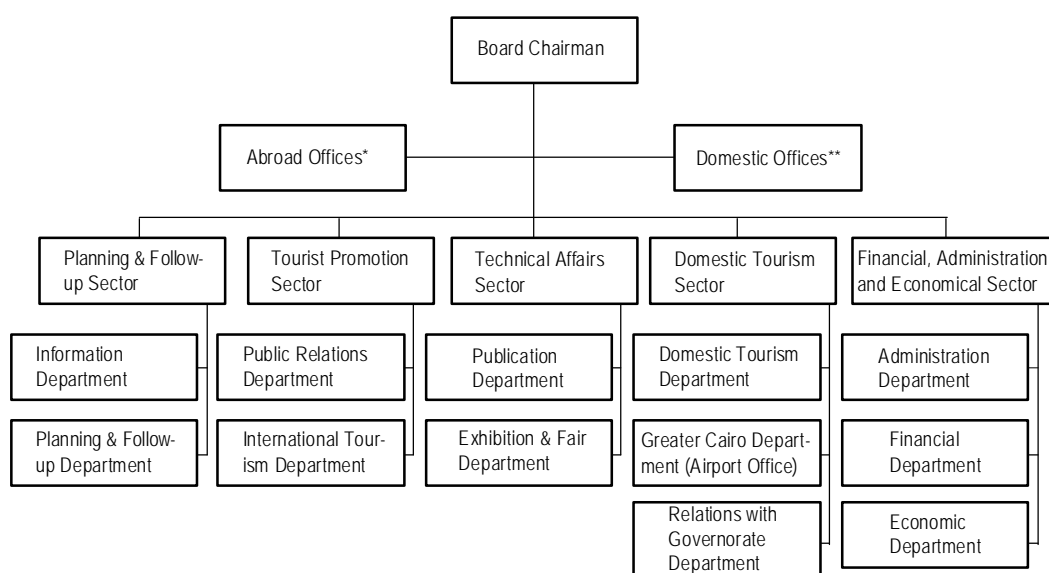 Board Chairman
Abroad Offices*
Domestic Offices**
Planning & Follow-
up Sector
Tourist Promotion
Sector
Technical Affairs
Sector
Domestic Tourism
Sector
Financial, Administration
and Economical Sector
Information
Department
Public Relations
Department
Publication
Department
Domestic Tourism
Department
Administration
Department
Planning & Follow-
up Department
International Tour-
ism Department
Exhibition & Fair
Department
Greater Cairo Depart-
ment (Airport Office)
Financial
Department
Relations with
Governorate
Department
Economic
Department